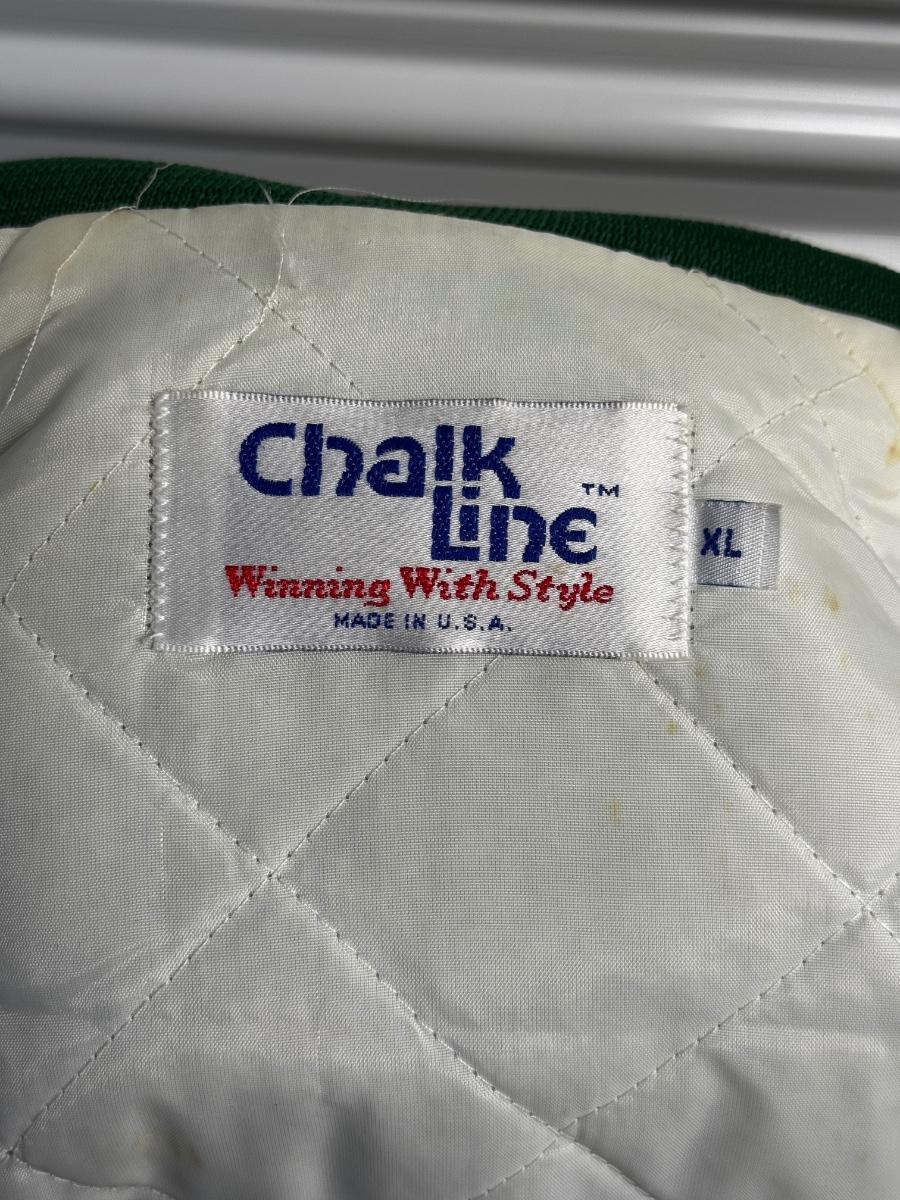 Chalk
Line™
Winning With Style
MADE IN U.S.A.
XL